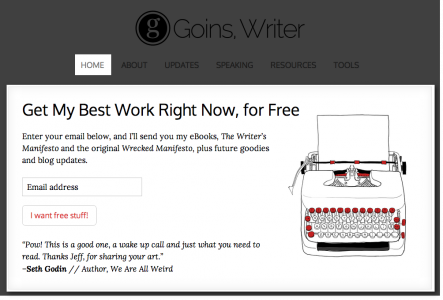 g Goins, Writer
HOME ABOUT UPDATES SPEAKING RESOURCES TOOLS
Get My Best Work Right Now, for Free
Enter your email below, and I'll send you my eBooks, The Writer's
Manifesto and the original Wrecked Manifesto, plus future goodies
and blog updates.
Email address
I want free stuff!
“Pow! This is a good one, a wake up call and just what you need to
read. Thanks Jeff, for sharing your art.”
–Seth Godin // Author, We Are All Weird